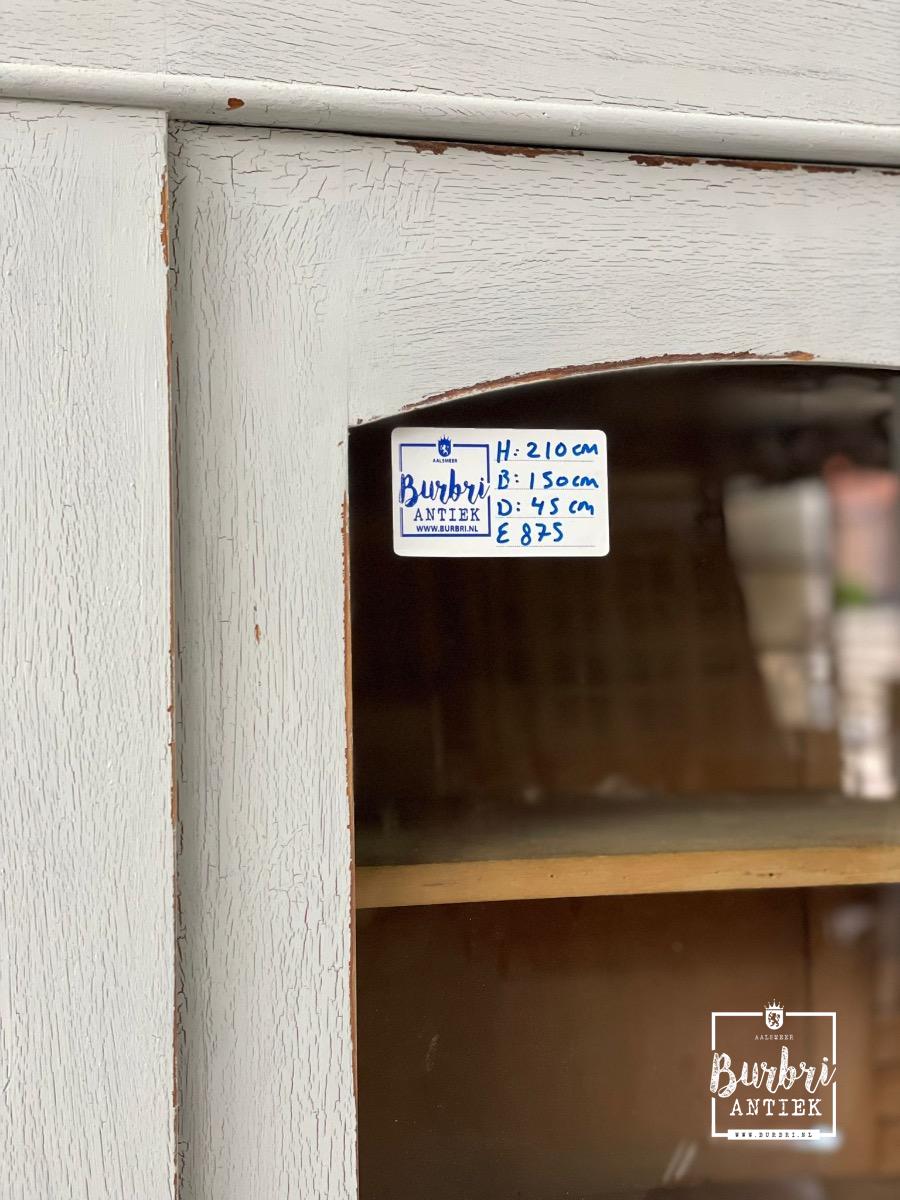 AALSMEER
Burbri
ANTIEK
WWW.BURBRI.NL
H: 210 cm
B: 150 cm
D: 45 cm
E 875
AALSMEER
Burbri
ANTIEK
WWW.BURBRI.NL